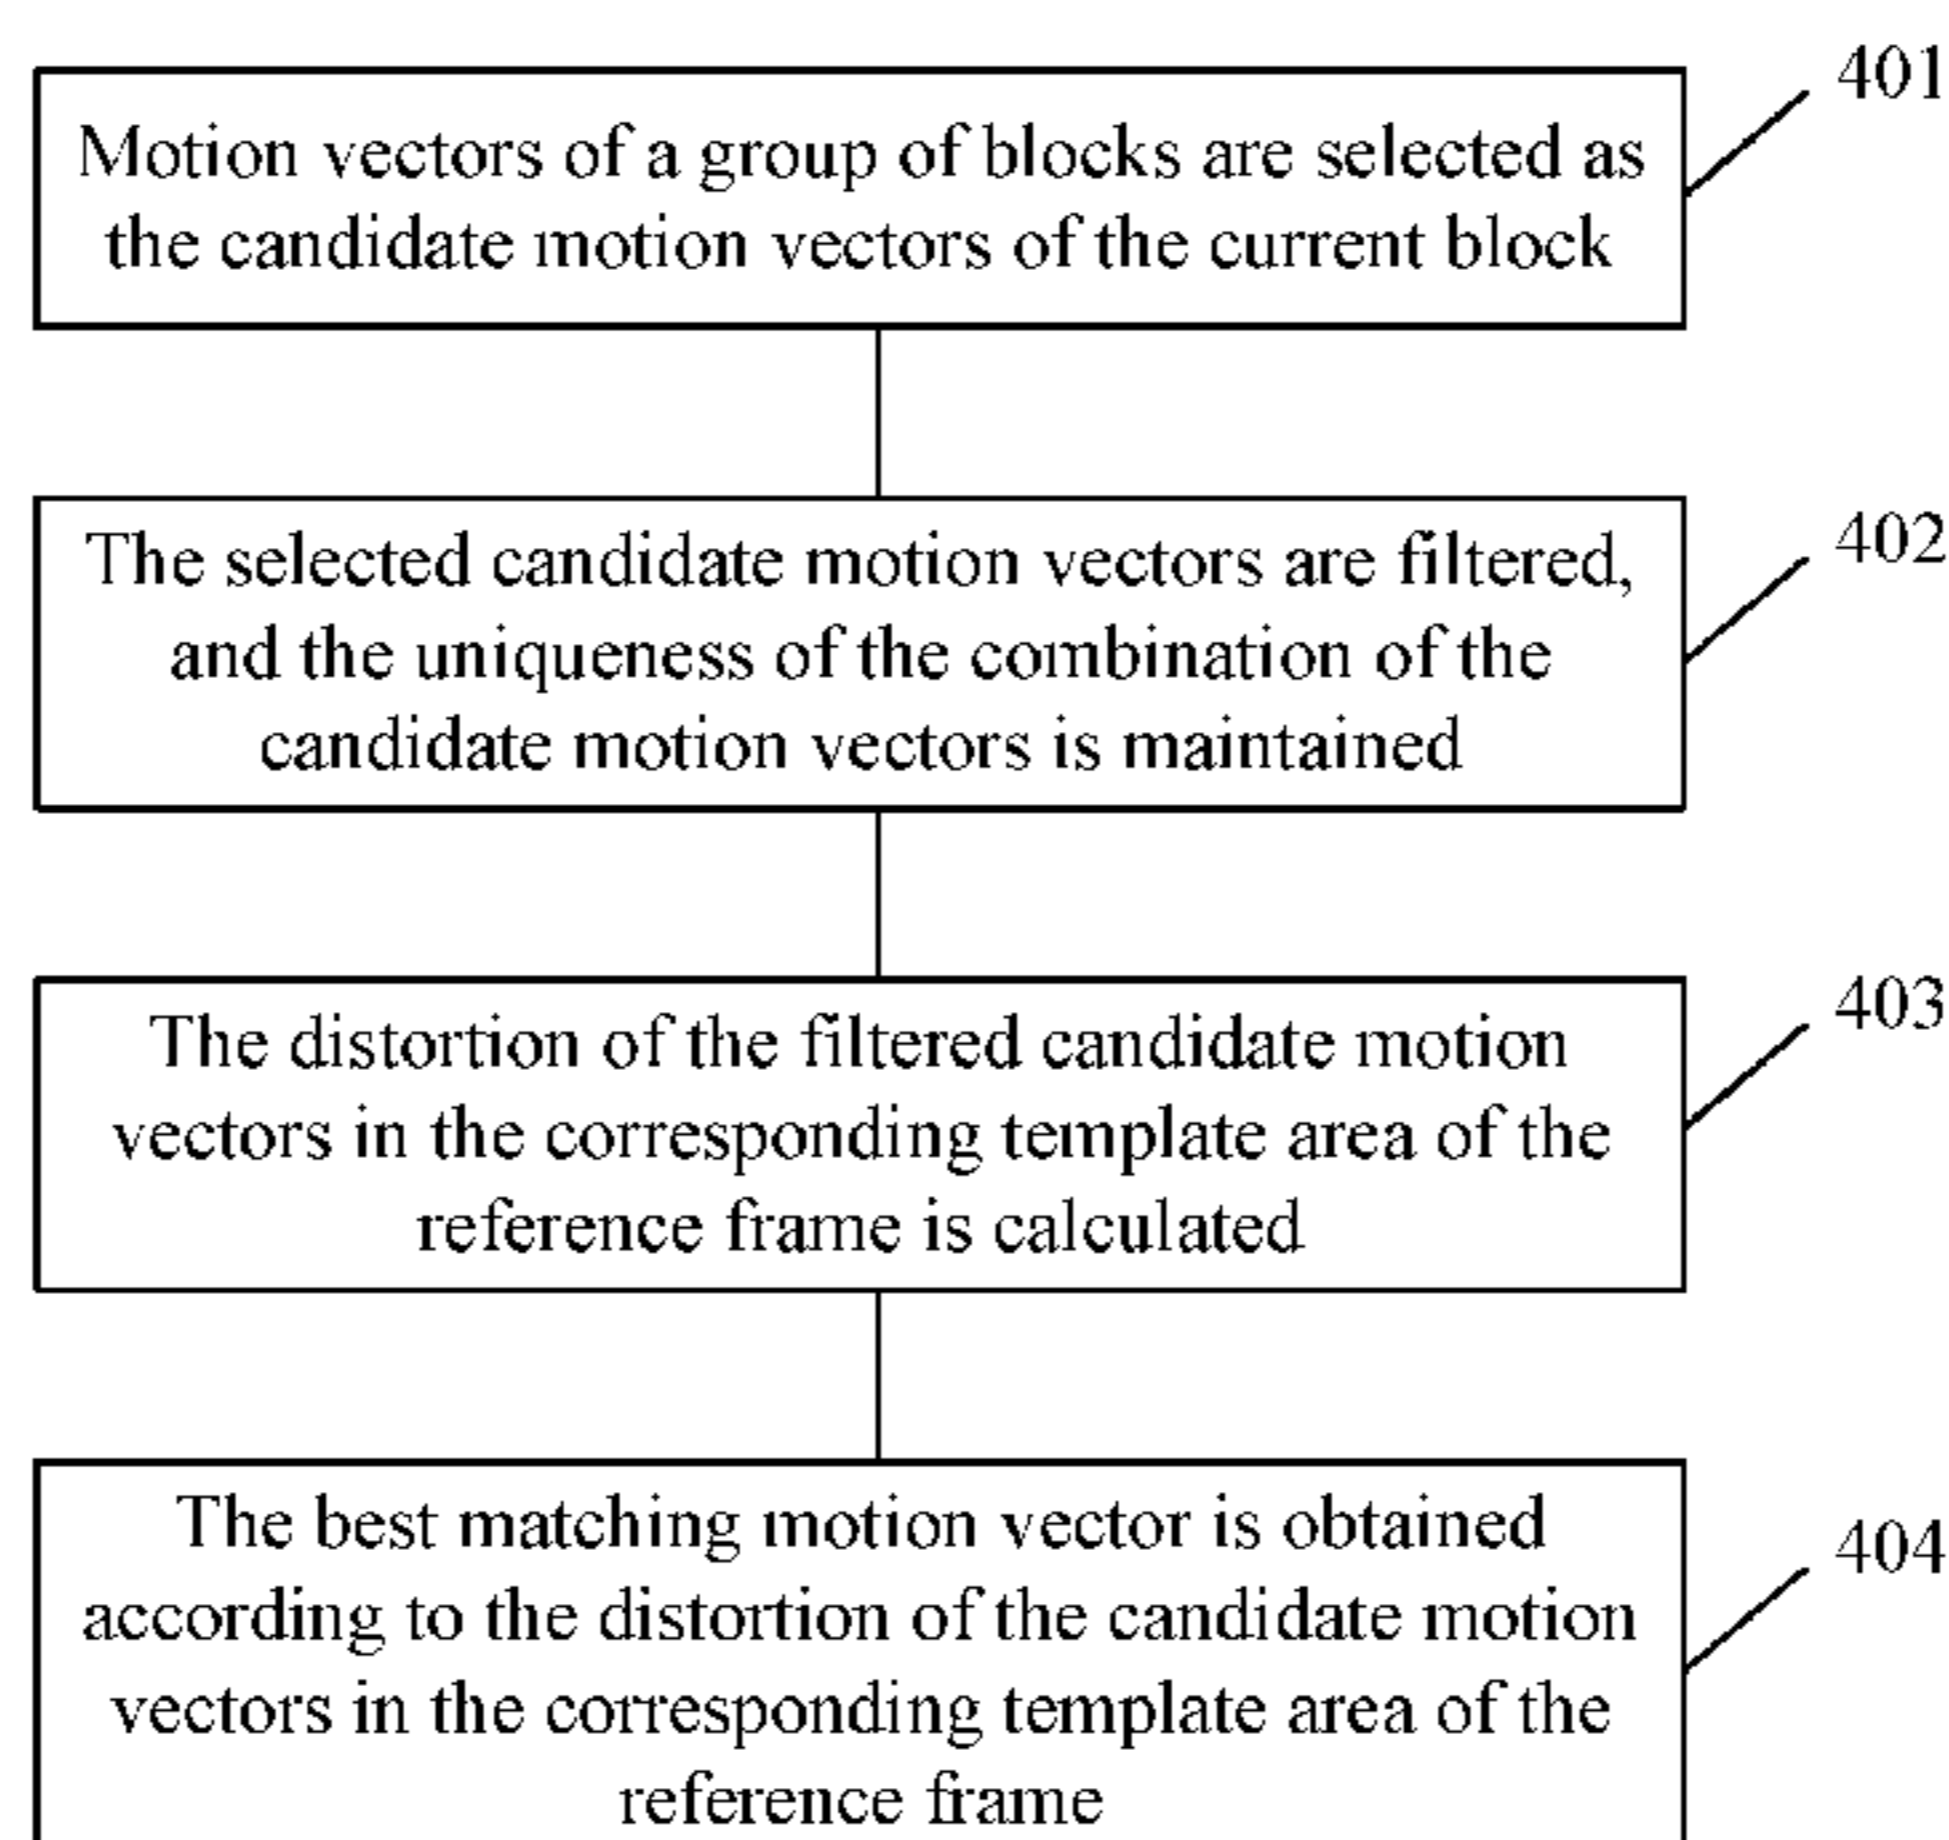 401
Motion vectors of a group of blocks are selected as
the candidate motion vectors of the current block
402
The selected candidate motion vectors are filtered,
and the uniqueness of the combination of the
candidate motion vectors is maintained
403
The distortion of the filtered candidate motion
vectors in the corresponding template area of the
reference frame is calculated
404
The best matching motion vector is obtained
according to the distortion of the candidate motion
vectors in the corresponding template area of the
reference frame